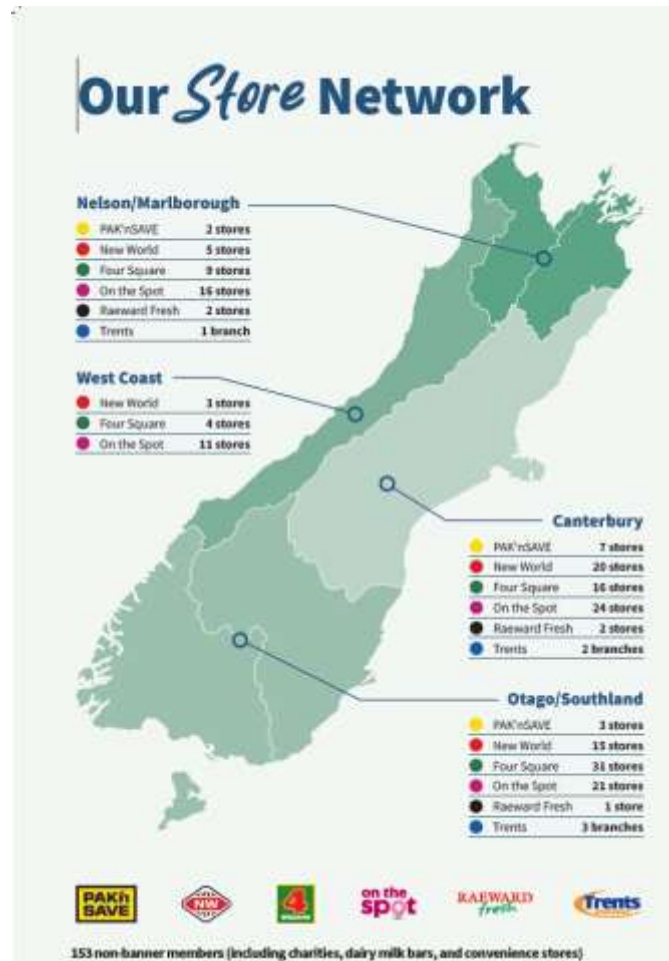 Our Store Network
Nelson/Marlborough
PAK'nSAVE 2 stores
New World 5 stores
Four Square 9 stores
On the Spot 16 stores
Raeward Fresh 2 stores
Trents 1 branch
West Coast
New World 3 stores
Four Square 4 stores
On the Spot 11 stores
Canterbury
PAK'nSAVE 7 stores
New World 20 stores
Four Square 16 stores
On the Spot 24 stores
Raeward Fresh 2 stores
Trents 2 branches
Otago/Southland
PAK'nSAVE 3 stores
New World 15 stores
Four Square 31 stores
On the Spot 21 stores
Raeward Fresh 1 store
Trents 3 branches
PAK'n SAVE
NW
4
on the spot
RAEWARD fresh
Trents
153 non-banner members (including charities, dairy milk bars, and convenience stores)